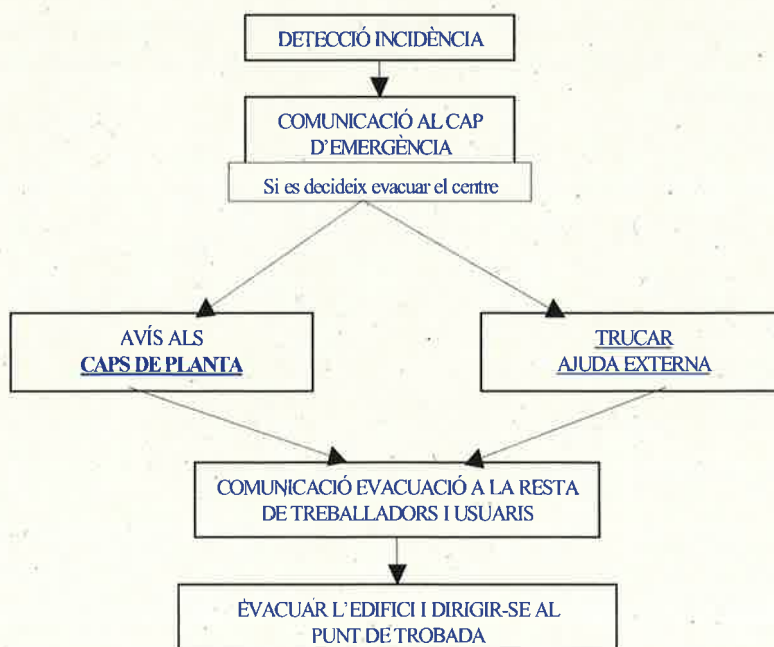 DETECCIÓ INCIDÈNCIA
COMUNICACIÓ AL CAP
D'EMERGÈNCIA
Si es decideix evacuar el centre
AVÍS ALS
CAPS DE PLANTA
TRUCAR
AJUDA EXTERNA
COMUNICACIÓ EVACUACIÓ A LA RESTA
DE TREBALLADORS I USUARIS
EVACUAR L'EDIFICI I DIRIGIR-SE AL
PUNT DE TROBADA